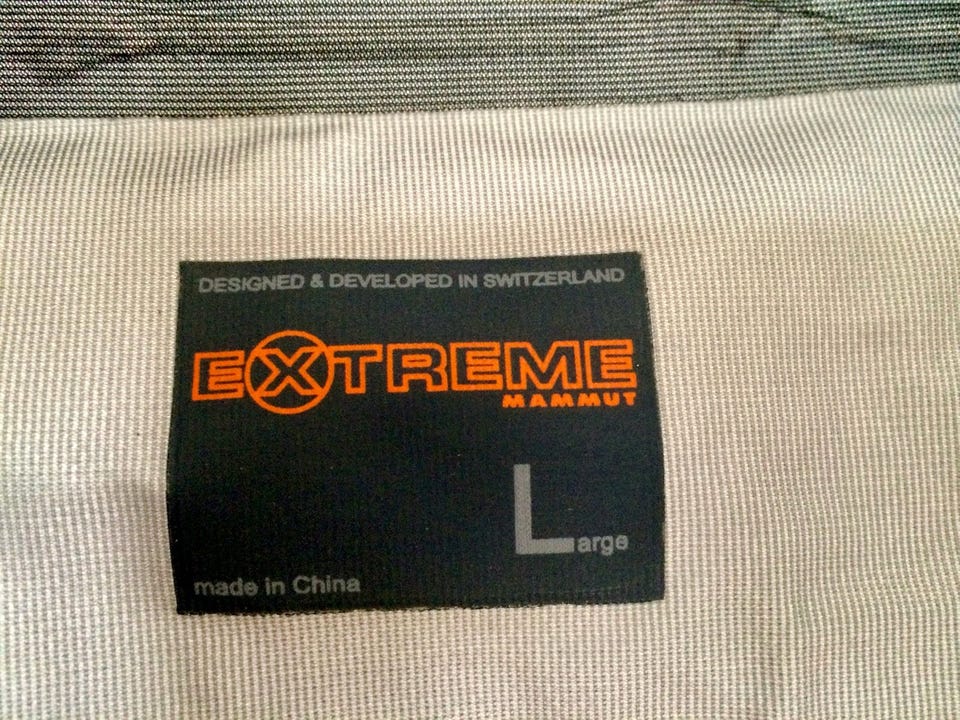 DESIGNED & DEVELOPED IN SWITZERLAND
EXTREME
MAMMUT
Large
made in China